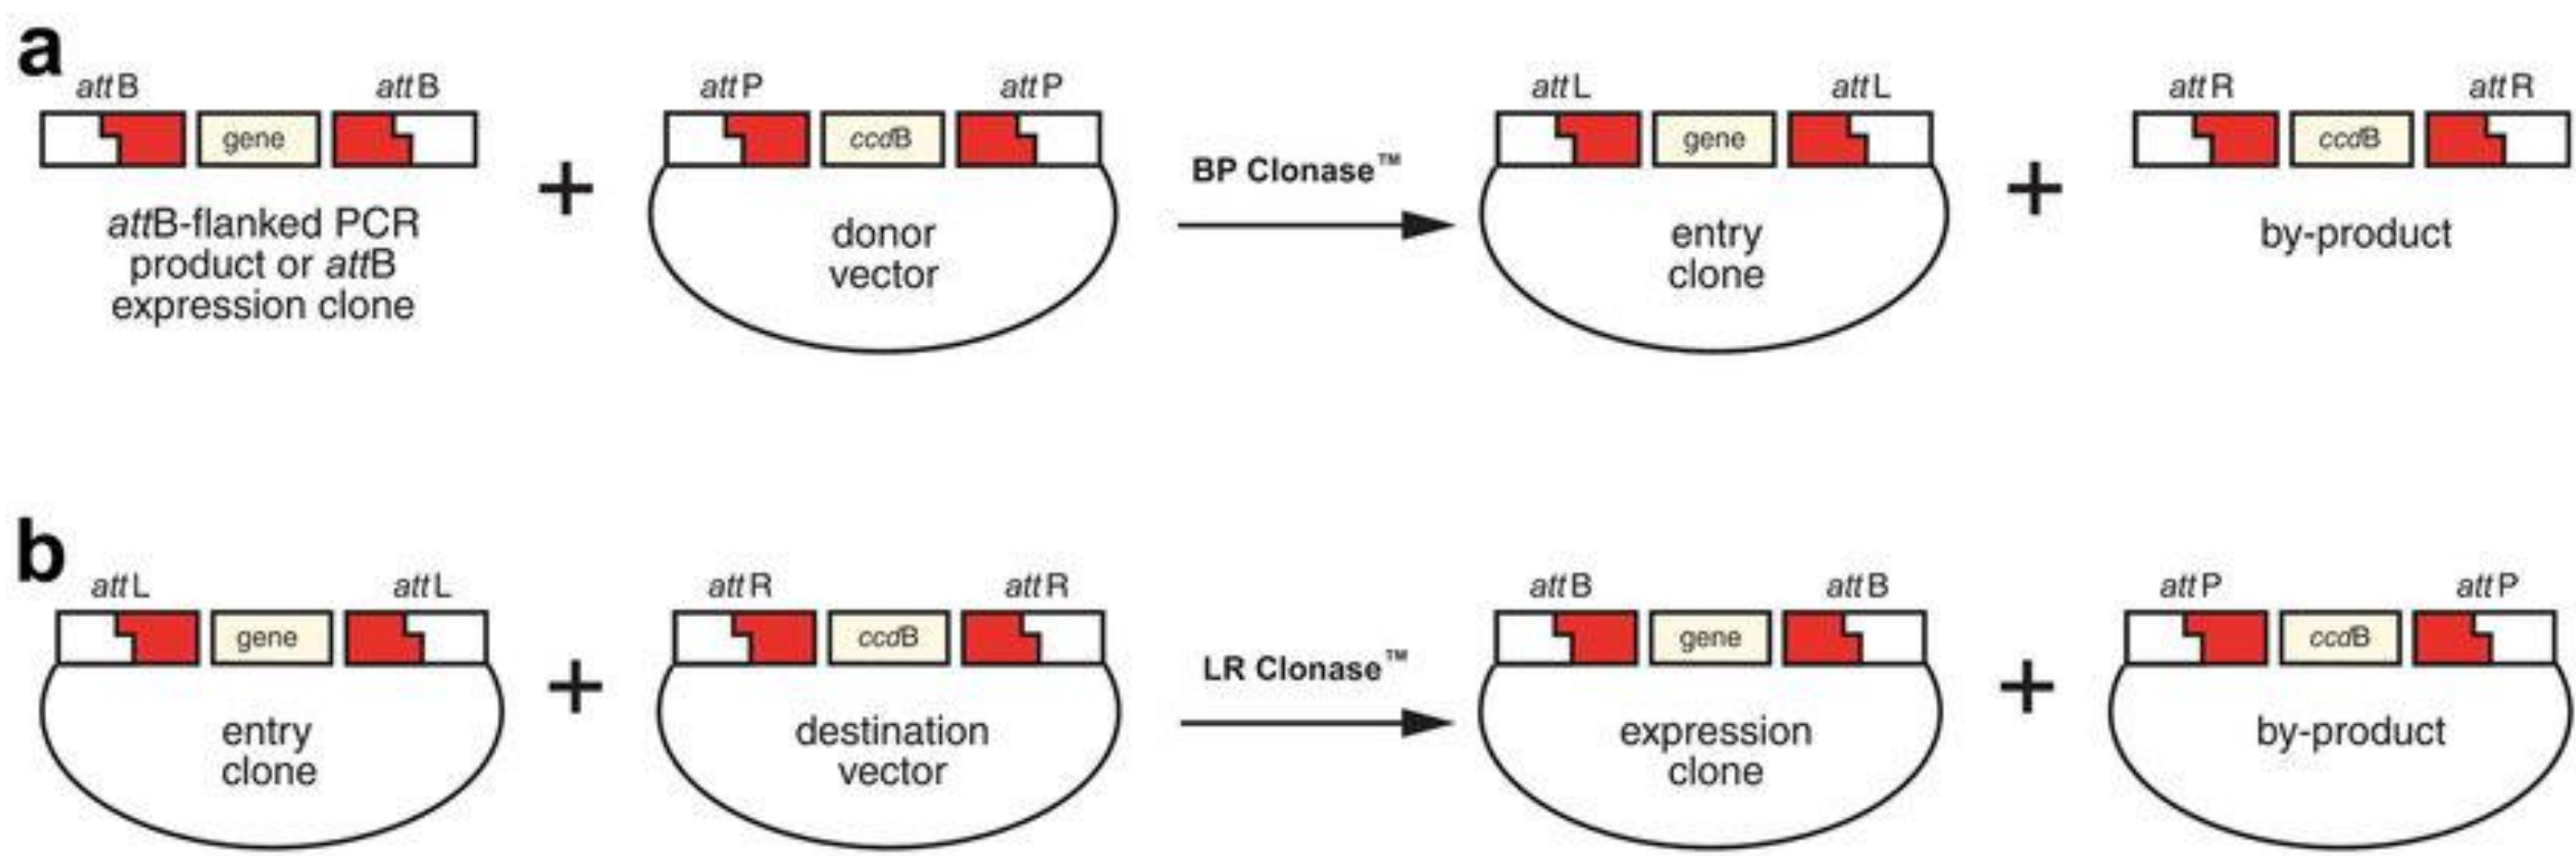 a
attB attB attP attP attL attL attR attR
gene ccdB gene ccdB
BP Clonase™
+ +
attB-flanked PCR
product or attB
expression clone
donor
vector
entry
clone
by-product
b
attL attL attR attR attB attB attP attP
gene ccdB gene ccdB
LR Clonase™
+ +
entry
clone
destination
vector
expression
clone
by-product